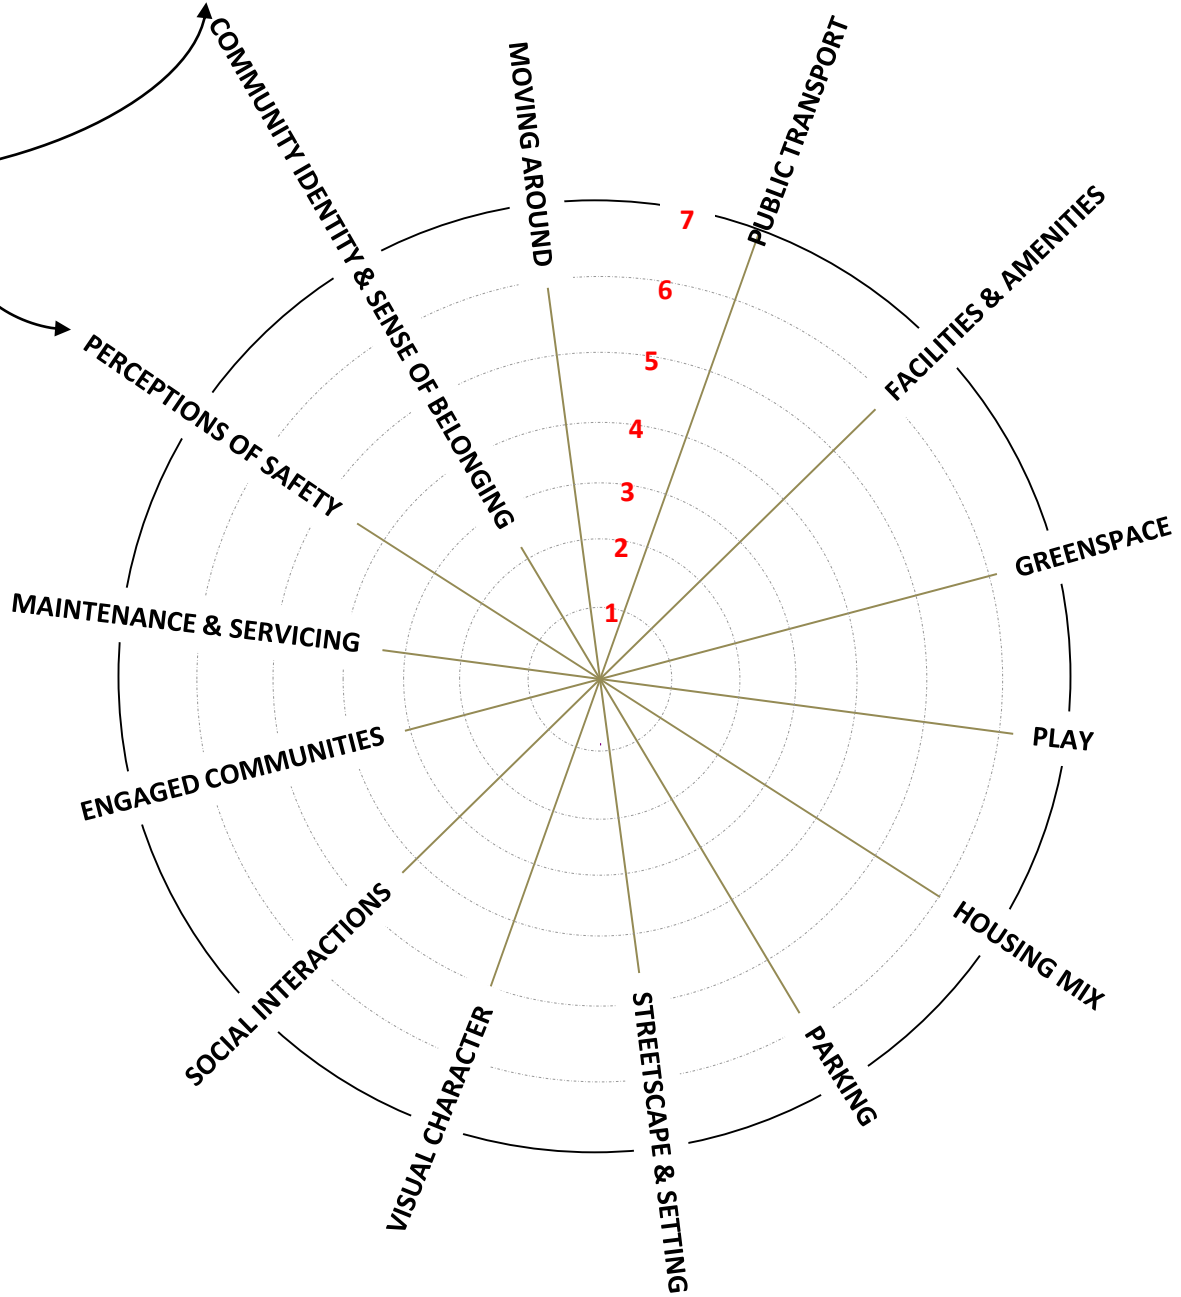 MOVING AROUND
PUBLIC TRANSPORT
FACILITIES & AMENITIES
GREENSPACE
PLAY
HOUSING MIX
PARKING
STREETSCAPE & SETTING
VISUAL CHARACTER
SOCIAL INTERACTIONS
ENGAGED COMMUNITIES
MAINTENANCE & SERVICING
PERCEPTIONS OF SAFETY
COMMUNITY IDENTITY & SENSE OF BELONGING
7
6
5
4
3
2
1